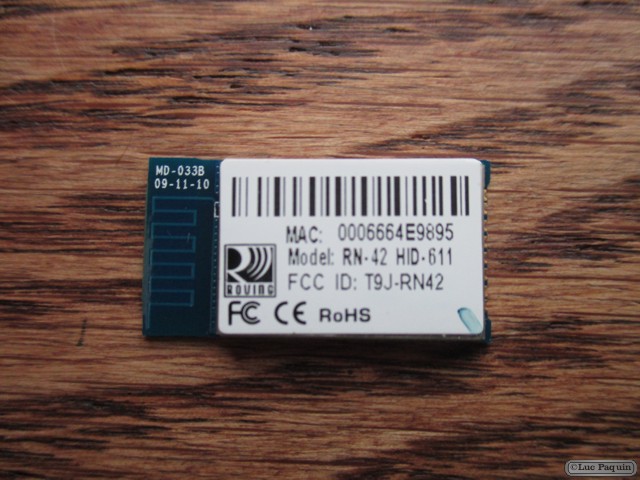 MD-033B
09-11-10
MAC: 0006664E9895
Model: RN-42 HID-611
FCC ID: T9J-RN42
ROVING
FC CE RoHS
©Luc Paquin